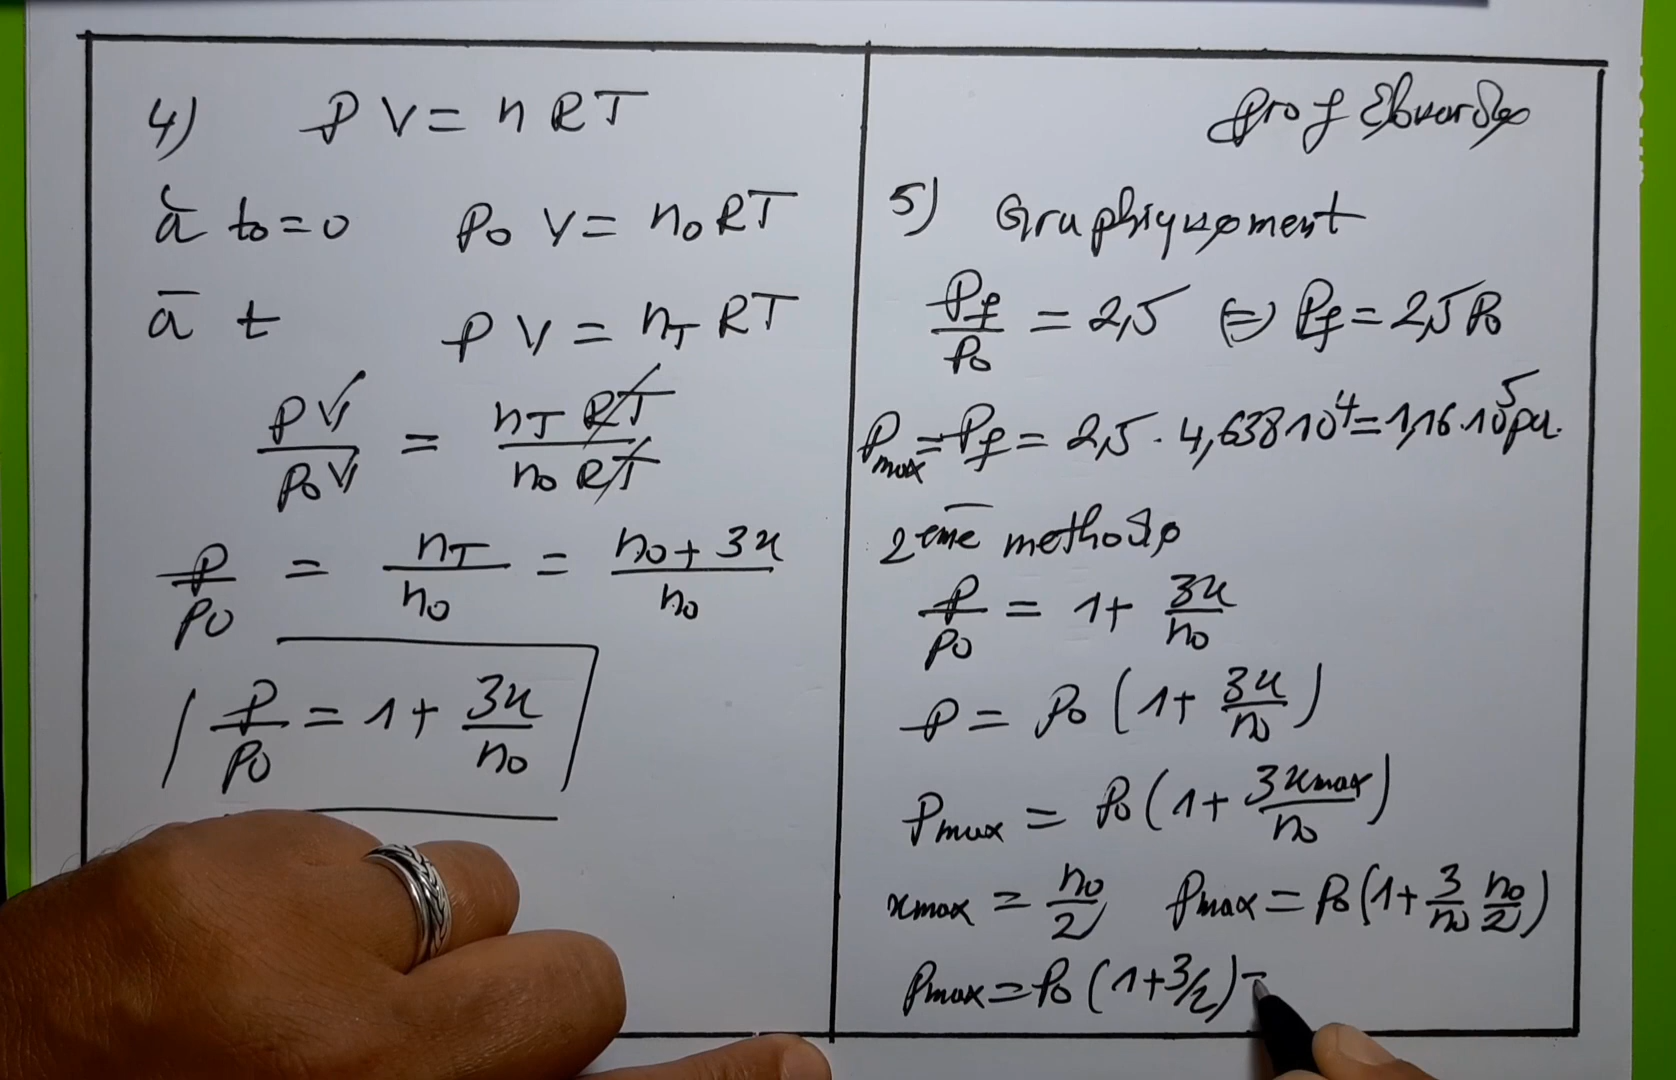 4) PV = nRT
à t0 = 0 P0 V = n0 RT
à t PV = nT RT
PV / P0V = nT RT / n0 RT
P/P0 = nT/n0 = n0 + 3x / n0
P/P0 = 1 + 3x/n0
prof
5) Graphiquement
Pf/P0 = 2,5 (=) Pf = 2,5 P0
Pmax = Pf = 2,5 . 4,638 10^4 = 1,16 . 10^5 pa.
2ème methode
P/P0 = 1 + 3x/n0
P = P0 (1 + 3x/n0)
Pmax = P0 (1 + 3xmax/n0)
xmax = n0/2 Pmax = P0 (1 + 3/n0 n0/2)
Pmax = P0 (1 + 3/2) =